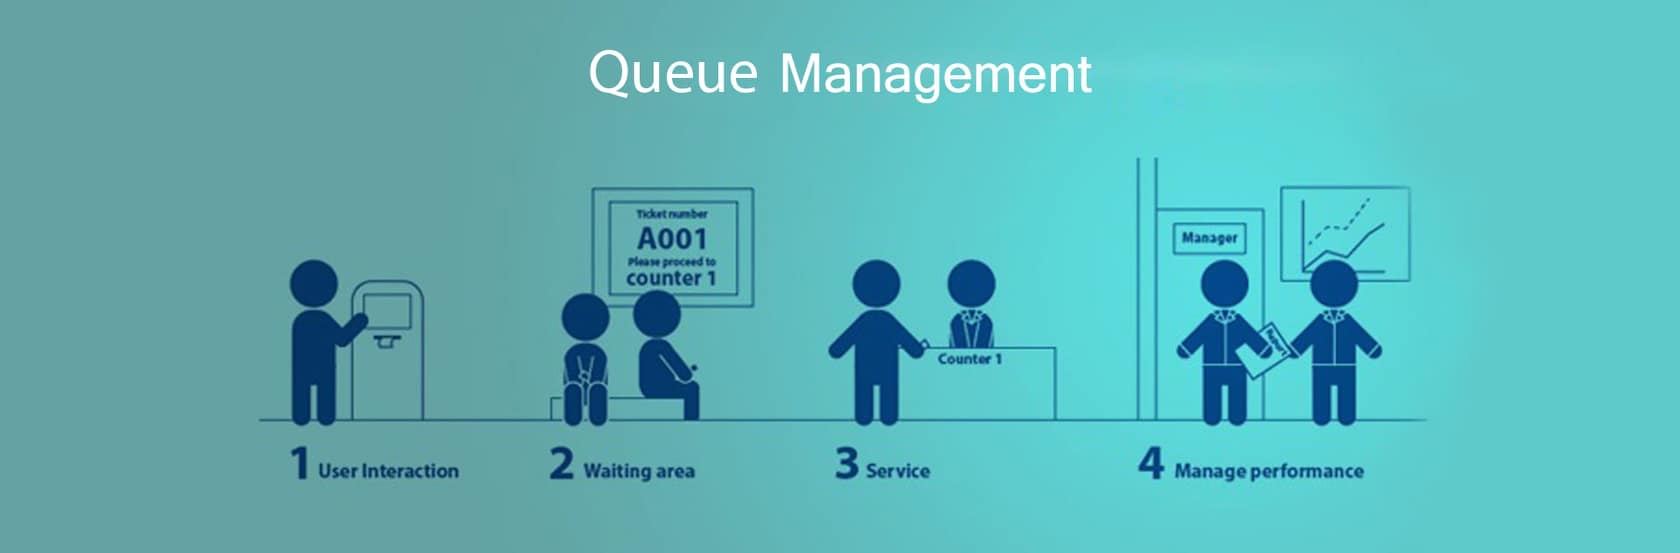 Queue Management
Ticket number
A001
Please proceed to
counter 1
Manager
Counter 1
Report
1 User Interaction
2 Waiting area
3 Service
4 Manage performance